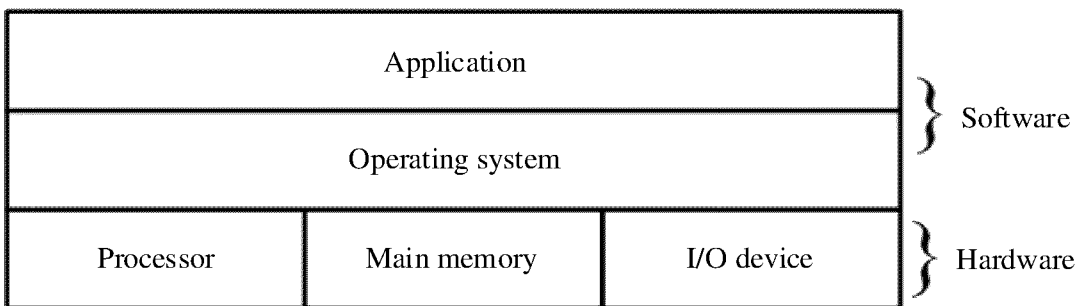 Application
Software
Operating system
Processor
Main memory
I/O device
Hardware